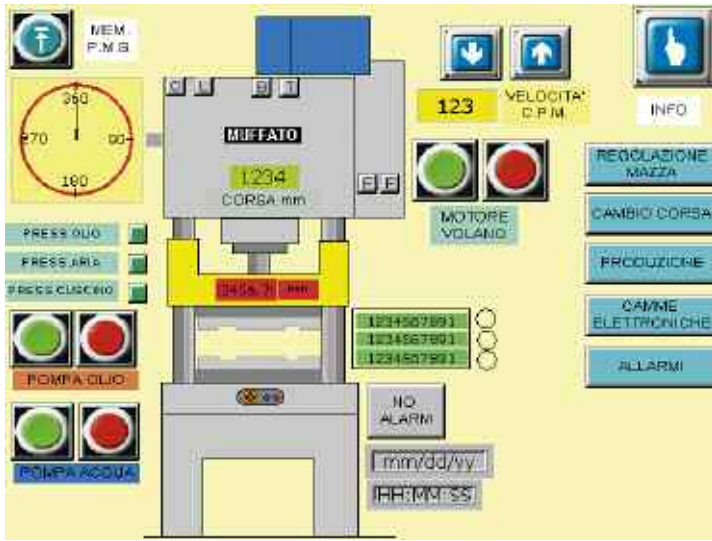 MEM.
P.M.S.
360
270
90
180
C L B T
MUFFATO
1234
CORSA mm
F F
123
VELOCITA'
C.P.M.
INFO
MOTORE
VOLANO
REGOLAZIONE
MAZZA
CAMBIO CORSA
PRODUZIONE
CAMME
ELETTRONICHE
ALLARMI
PRESS OLIO
PRESS ARIA
PRESS CUSCINO
mm
1234567891
1234567891
1234567891
POMPA OLIO
POMPA ACQUA
NO
ALARMI
mm/dd/yy
HH:MM:SS